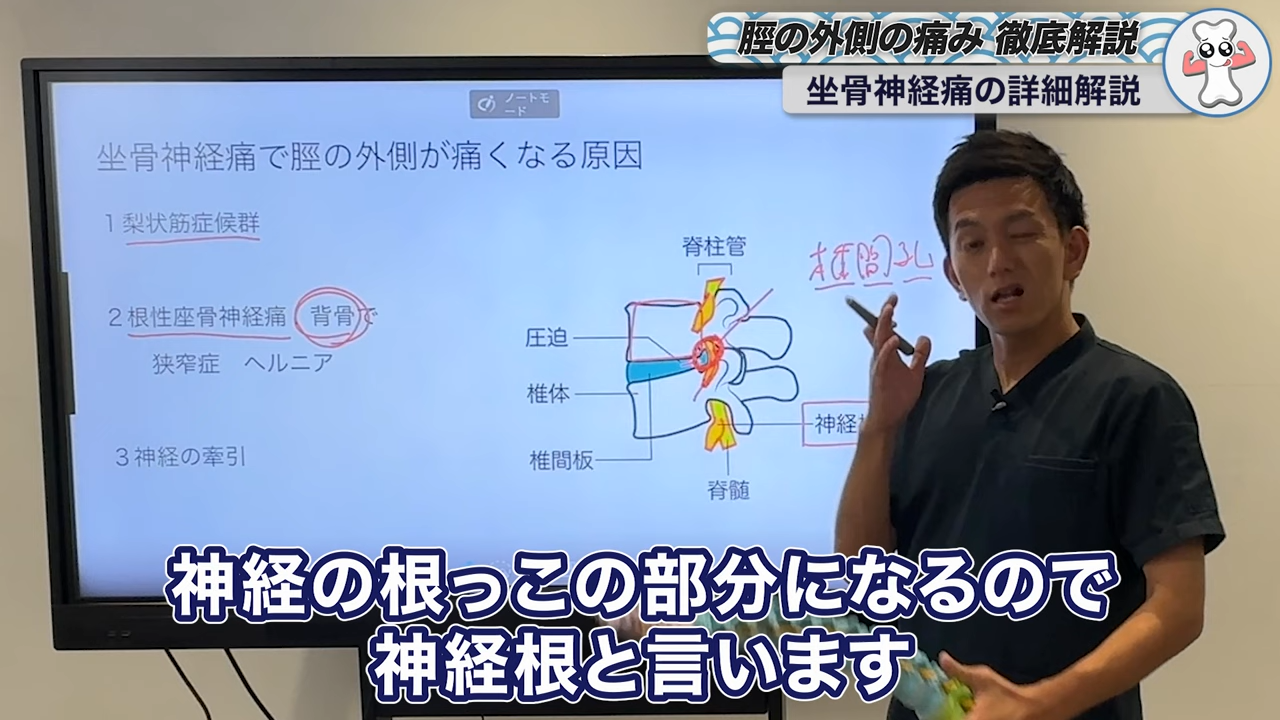 脛の外側の痛み 徹底解説
坐骨神経痛の詳細解説
ノートモ
ード
坐骨神経痛で脛の外側が痛くなる原因
1 梨状筋症候群
2 根性座骨神経痛 背骨で
狭窄症 ヘルニア
3 神経の牽引
脊柱管
椎間孔
圧迫
椎体
椎間板
神経根
脊髄
神経の根っこの部分になるので
神経根と言います